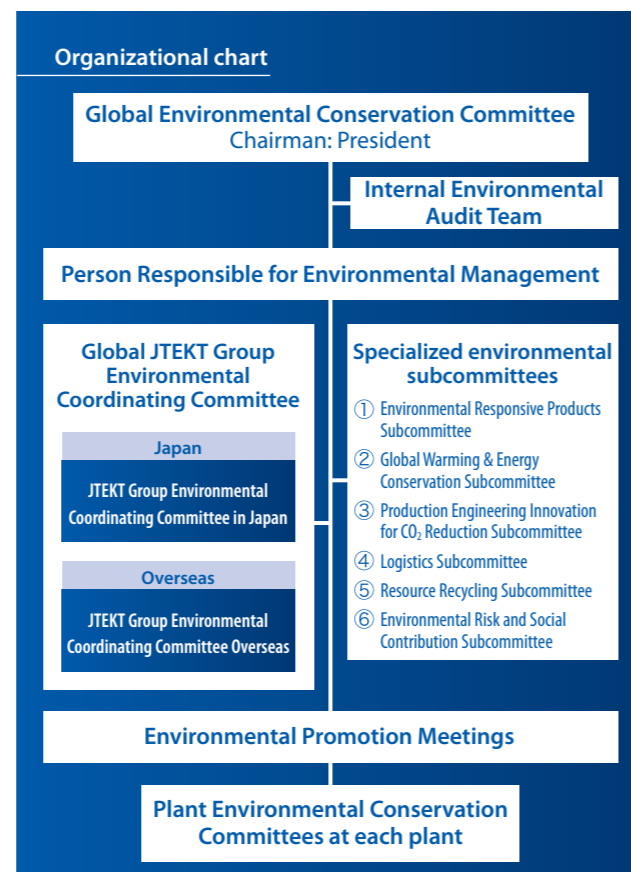 Organizational chart
Global Environmental Conservation Committee
Chairman: President
Internal Environmental
Audit Team
Person Responsible for Environmental Management
Global JTEKT Group
Environmental
Coordinating Committee
Japan
JTEKT Group Environmental
Coordinating Committee in Japan
Overseas
JTEKT Group Environmental
Coordinating Committee Overseas
Specialized environmental
subcommittees
① Environmental Responsive Products
Subcommittee
② Global Warming & Energy
Conservation Subcommittee
③ Production Engineering Innovation
for CO₂ Reduction Subcommittee
④ Logistics Subcommittee
⑤ Resource Recycling Subcommittee
⑥ Environmental Risk and Social
Contribution Subcommittee
Environmental Promotion Meetings
Plant Environmental Conservation
Committees at each plant